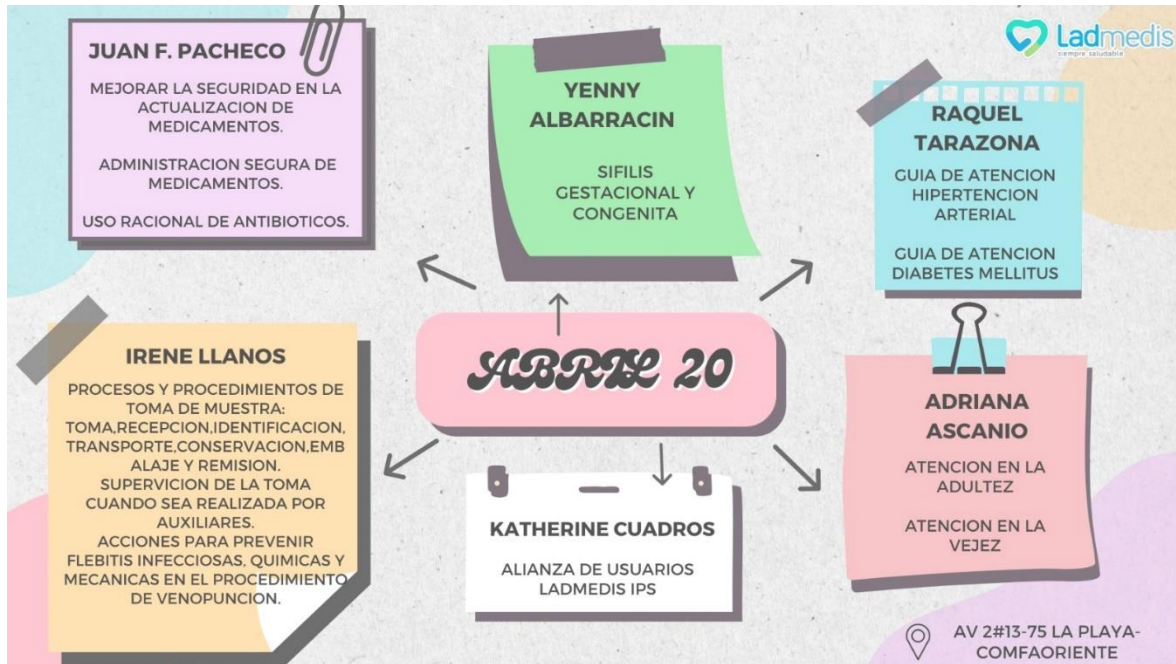 JUAN F. PACHECO
MEJORAR LA SEGURIDAD EN LA
ACTUALIZACION DE
MEDICAMENTOS.
ADMINISTRACION SEGURA DE
MEDICAMENTOS.
USO RACIONAL DE ANTIBIOTICOS.
YENNY
ALBARRACIN
SIFILIS
GESTACIONAL Y
CONGENITA
Ladmedis
siempre saludable
RAQUEL
TARAZONA
GUIA DE ATENCION
HIPERTENCION
ARTERIAL
GUIA DE ATENCION
DIABETES MELLITUS
ABRIL 20
IRENE LLANOS
PROCESOS Y PROCEDIMIENTOS DE
TOMA DE MUESTRA:
TOMA,RECEPCION,IDENTIFICACION,
TRANSPORTE,CONSERVACION,EMB
ALAJE Y REMISION.
SUPERVICION DE LA TOMA
CUANDO SEA REALIZADA POR
AUXILIARES.
ACCIONES PARA PREVENIR
FLEBITIS INFECCIOSAS, QUIMICAS Y
MECANICAS EN EL PROCEDIMIENTO
DE VENOPUNCION.
KATHERINE CUADROS
ALIANZA DE USUARIOS
LADMEDIS IPS
ADRIANA
ASCANIO
ATENCION EN LA
ADULTEZ
ATENCION EN LA
VEJEZ
AV 2#13-75 LA PLAYA-
COMFAORIENTE